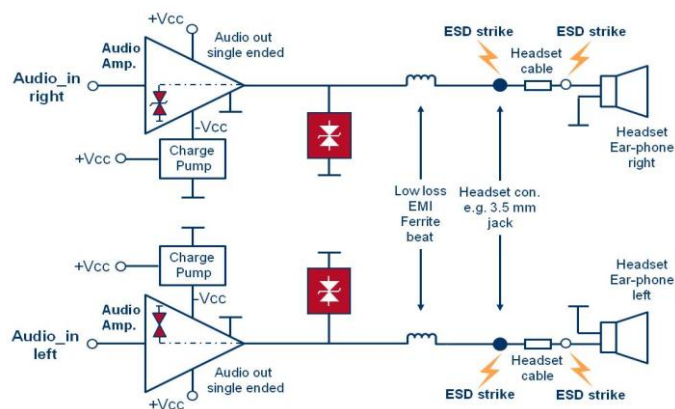 +Vcc
Audio
Amp.
Audio out
single ended
ESD strike
ESD strike
Headset
cable
Audio_in
right
-Vcc
+Vcc
Charge
Pump
Headset
Ear-phone
right
Low loss
EMI
Ferrite
beat
Headset con.
e.g. 3.5 mm
jack
+Vcc
Charge
Pump
-Vcc
Headset
Ear-phone
left
Audio
Amp.
Audio_in
left
Audio out
single ended
Headset
cable
+Vcc
ESD strike
ESD strike